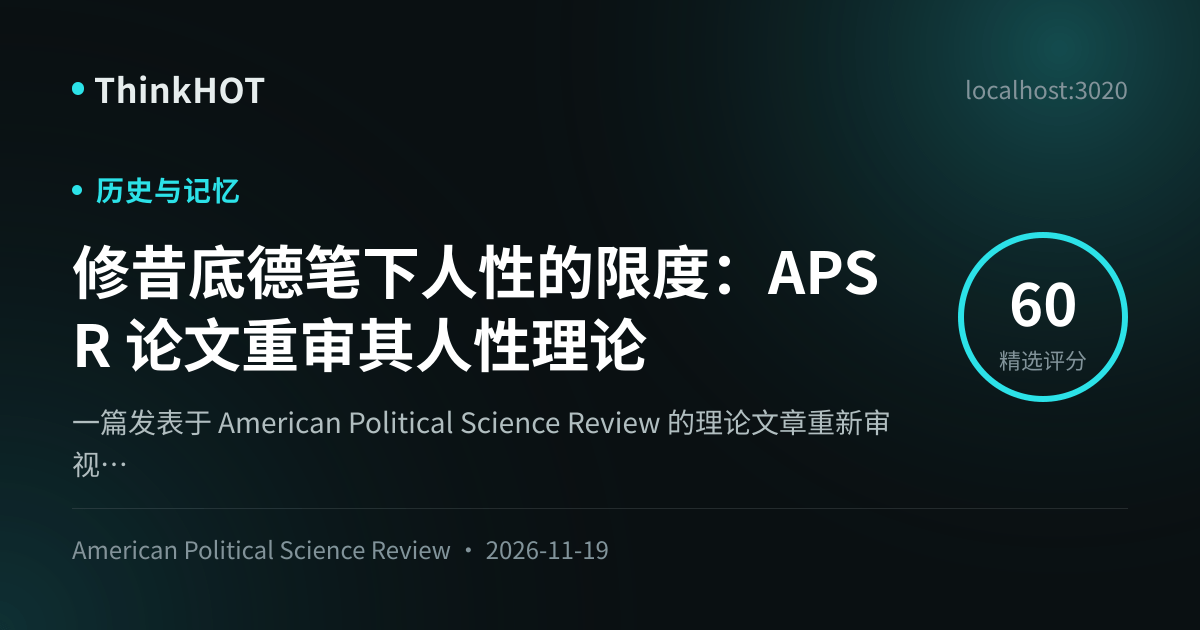 ThinkHOT
localhost:3020
历史与记忆
修昔底德笔下人性的限度：APS
R 论文重审其人性理论
60
精选评分
一篇发表于 American Political Science Review 的理论文章重新审
视…
American Political Science Review • 2026-11-19